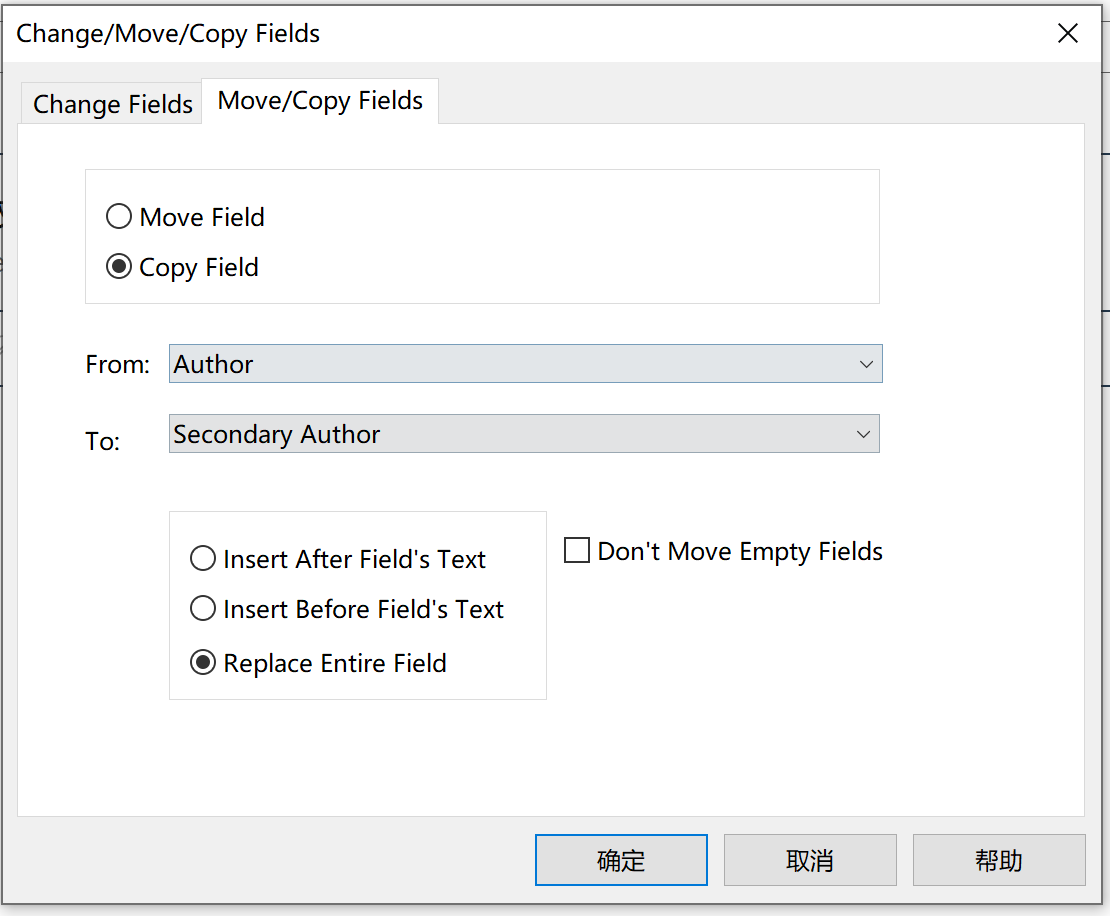 Change/Move/Copy Fields
Change Fields
Move/Copy Fields
Move Field
Copy Field
From:
Author
To:
Secondary Author
Insert After Field's Text
Don't Move Empty Fields
Insert Before Field's Text
Replace Entire Field
确定
取消
帮助